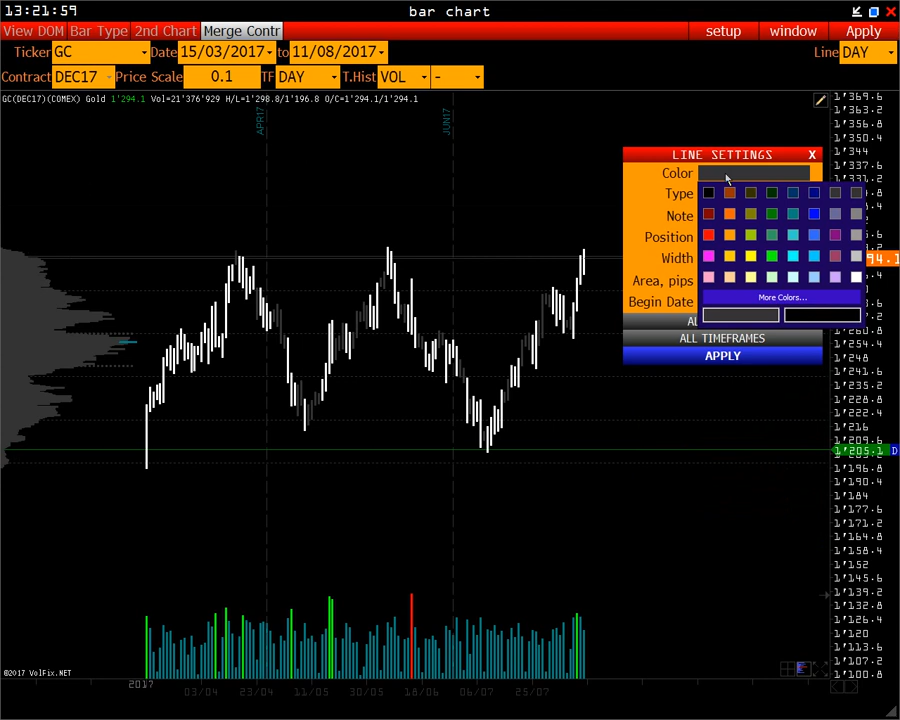 13:21:59
bar chart
View DOM Bar Type 2nd Chart Merge Contr
setup window Apply
Ticker GC Date 15/03/2017 to 11/08/2017
Line DAY
Contract DEC17 Price Scale 0.1 TF DAY T.Hist VOL -
GC(DEC17)(COMEX) Gold 1'294.1 Vol=21'376'929 H/L=1'298.8/1'196.8 O/C=1'294.1/1'294.1
APR17
JUN17
LINE SETTINGS X
Color
Type
Note
Position
Width
Area, pips
Begin Date
More Colors...
AL
ALL TIMEFRAMES
APPLY
1'369.6
1'363.2
1'356.8
1'350.4
1'344
1'337.6
1'331.2
94.1
1'260.8
1'254.4
1'248
1'241.6
1'235.2
1'228.8
1'222.4
1'216
1'209.6
1'205.1 D
1'196.8
1'190.4
1'184
1'177.6
1'171.2
1'164.8
1'158.4
1'152
1'145.6
1'139.2
1'132.8
1'126.4
1'120
1'113.6
1'107.2
1'100.8
©2017 VolFix.NET
2017
03/04 23/04 11/05 30/05 18/06 06/07 25/07